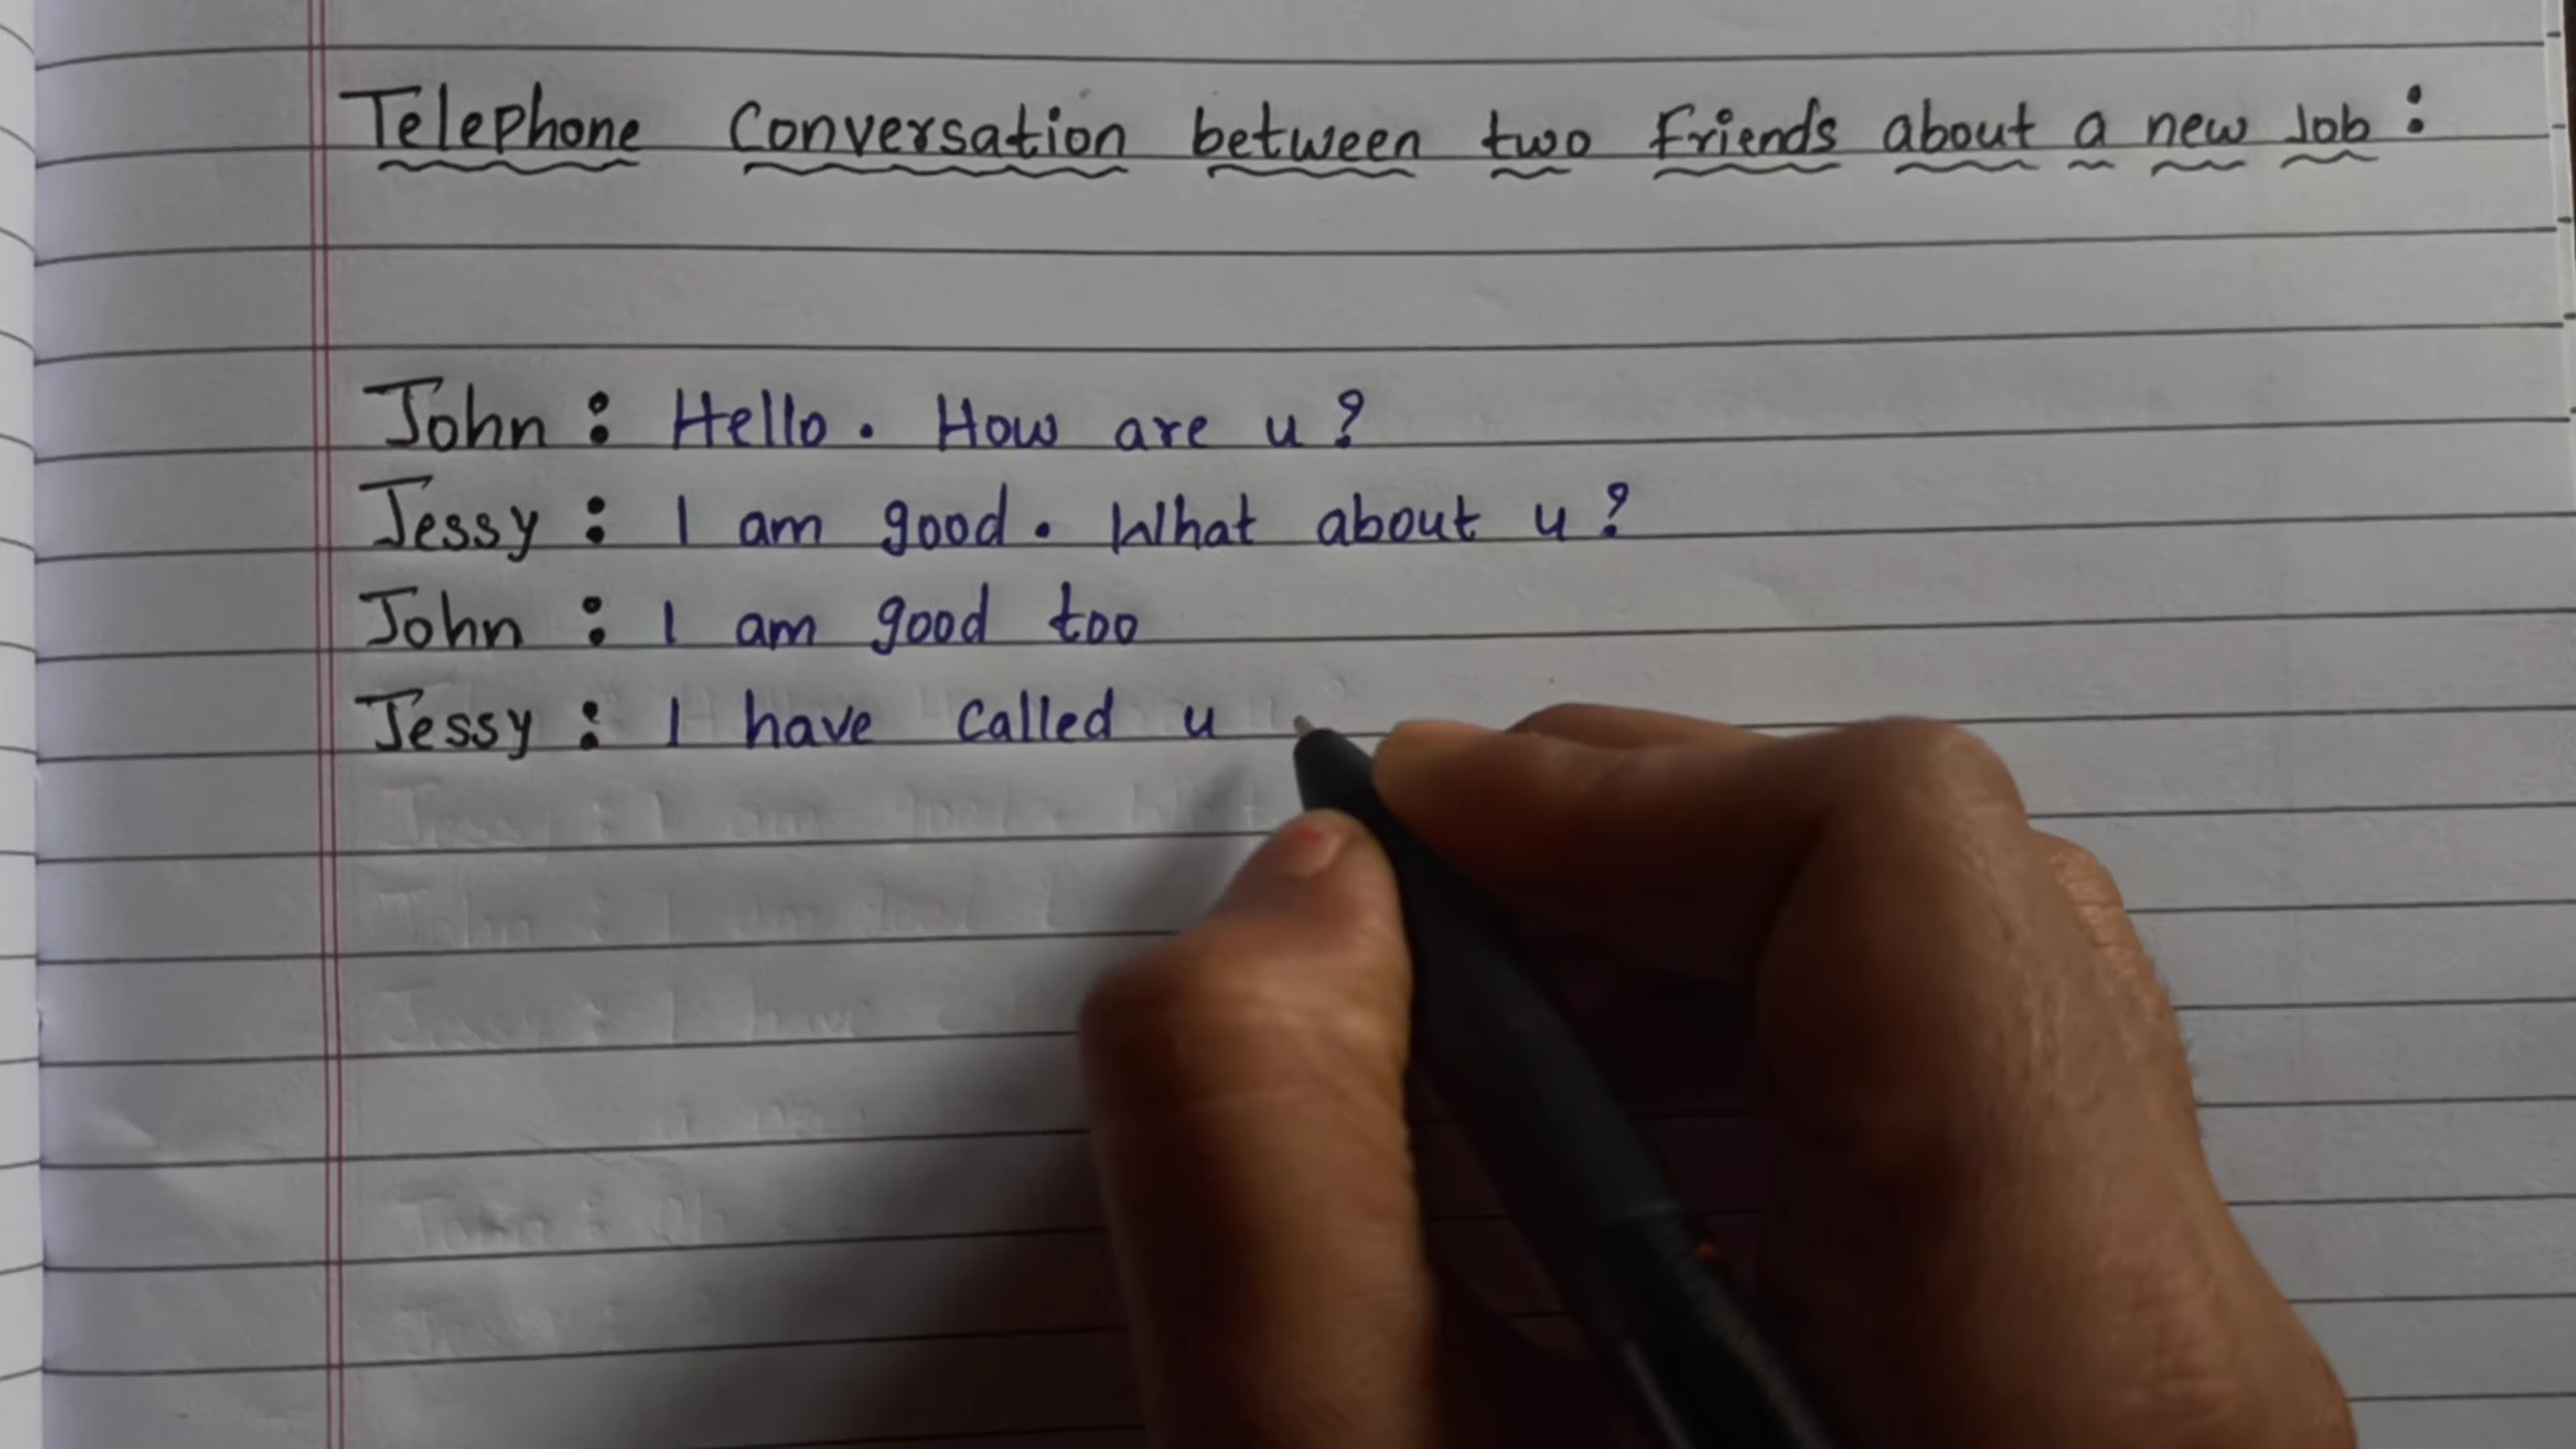 Telephone Conversation between two Friends about a new Job :
John : Hello. How are u?
Jessy : I am good. What about u?
John : I am good too
Jessy : I have called u